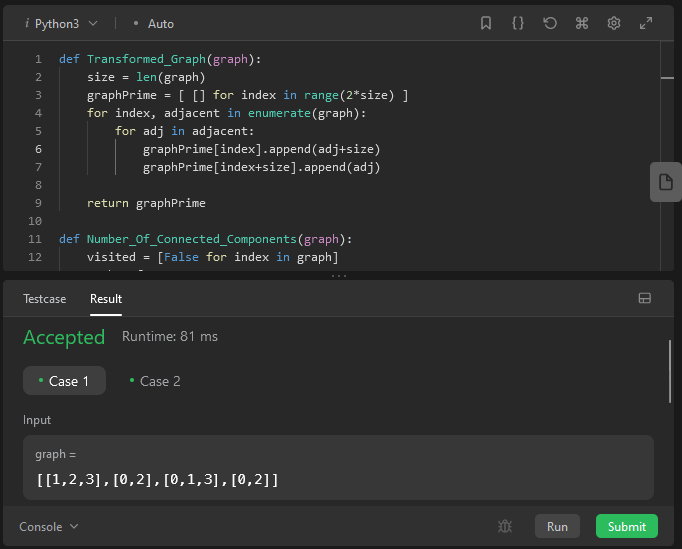 i Python3 • Auto {}
1 def Transformed_Graph(graph):
2     size = len(graph)
3     graphPrime = [ [] for index in range(2*size) ]
4     for index, adjacent in enumerate(graph):
5         for adj in adjacent:
6             graphPrime[index].append(adj+size)
7             graphPrime[index+size].append(adj)
8
9     return graphPrime
10
11 def Number_Of_Connected_Components(graph):
12     visited = [False for index in graph]
Testcase Result
Accepted Runtime: 81 ms
• Case 1 • Case 2
Input
graph =
[[1,2,3],[0,2],[0,1,3],[0,2]]
Console Run Submit